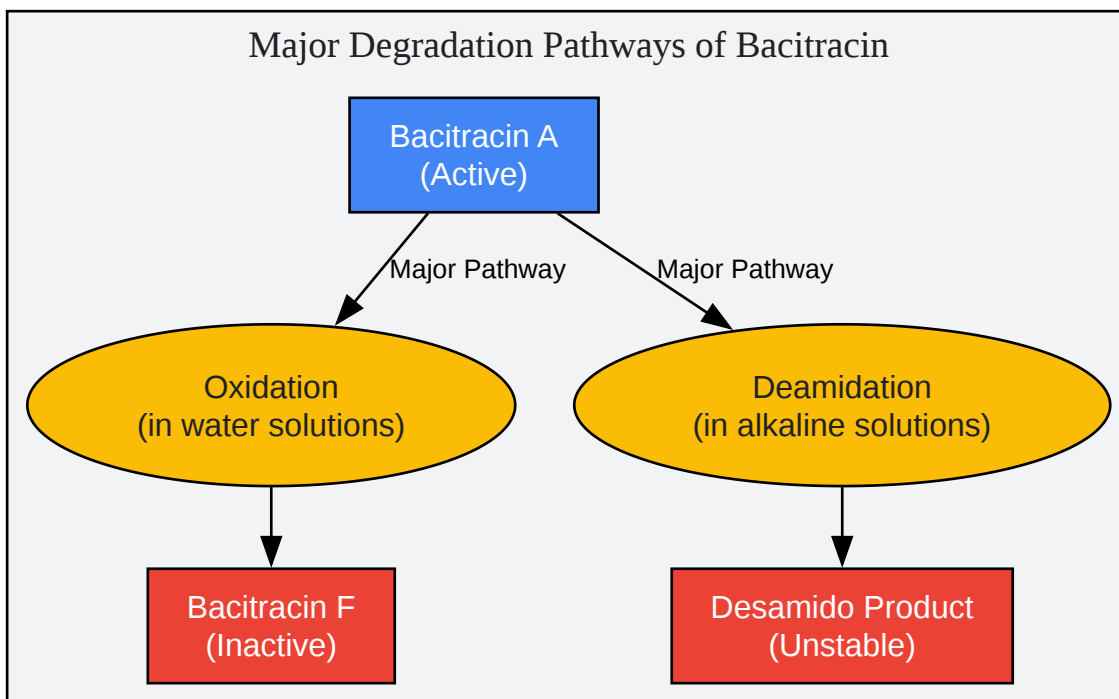 Major Degradation Pathways of Bacitracin
Bacitracin A
(Active)
Major Pathway
Major Pathway
Oxidation
(in water solutions)
Deamidation
(in alkaline solutions)
Bacitracin F
(Inactive)
Desamido Product
(Unstable)